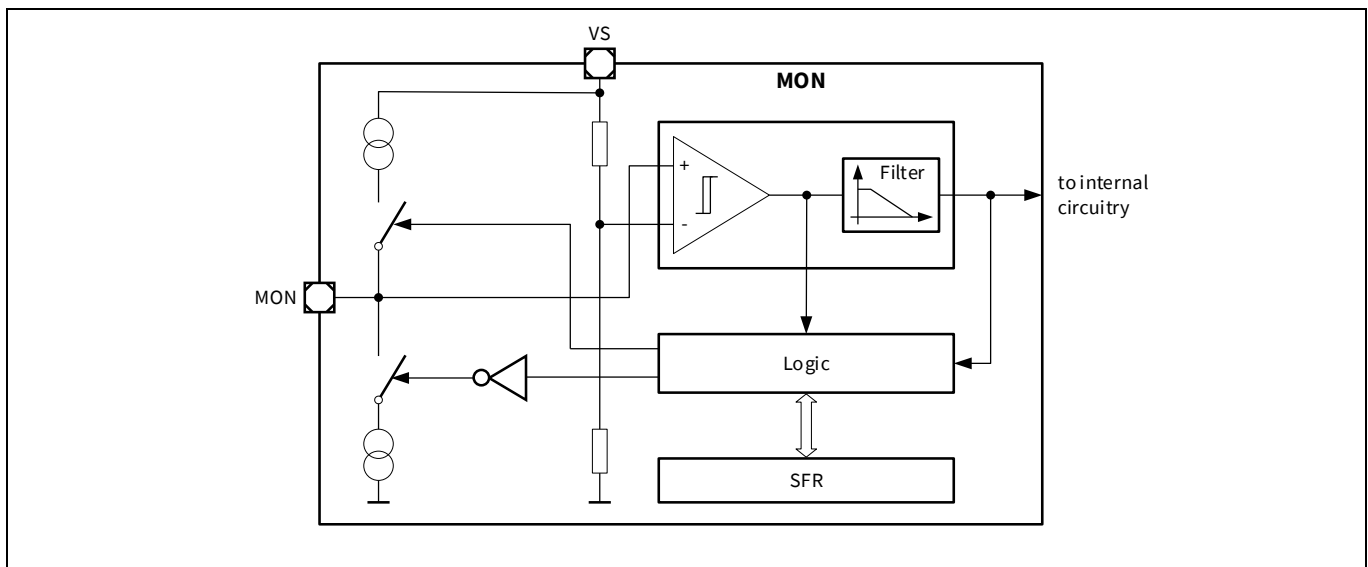 VS
MON
+
Filter
-
to internal
circuitry
MON
Logic
SFR